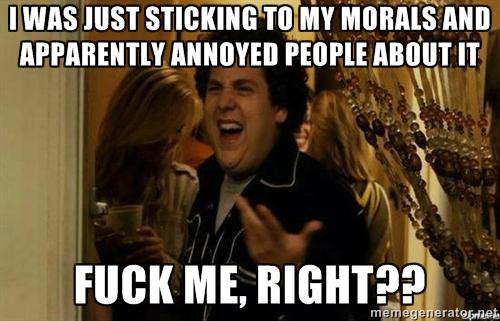 I WAS JUST STICKING TO MY MORALS AND
APPARENTLY ANNOYED PEOPLE ABOUT IT
FUCK ME, RIGHT??
memegenerator.net